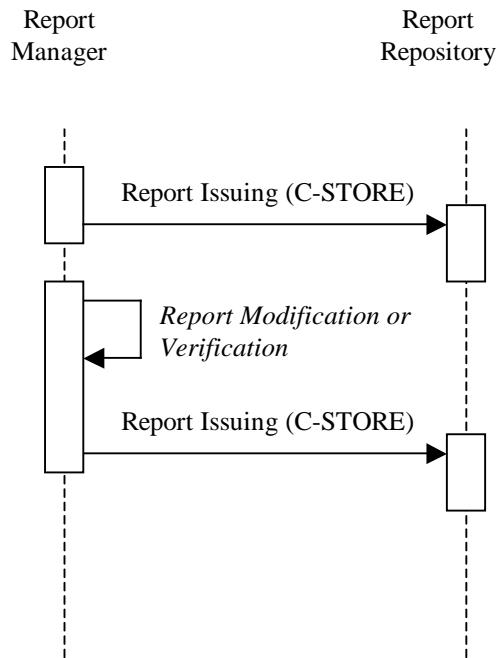 Report
Manager
Report
Repository
Report Issuing (C-STORE)
Report Modification or
Verification
Report Issuing (C-STORE)